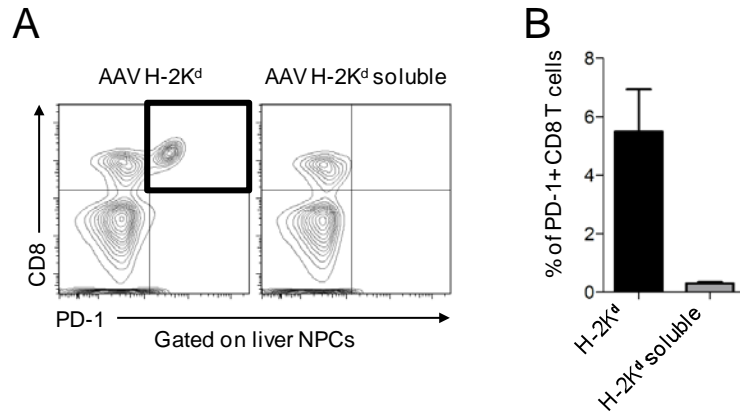 A
AAV H-2Kᵈ
AAV H-2Kᵈ soluble
CD8
PD-1
Gated on liver NPCs
B
% of PD-1+ CD8 T cells
8
6
4
2
0
H-2Kᵈ
H-2Kᵈ soluble